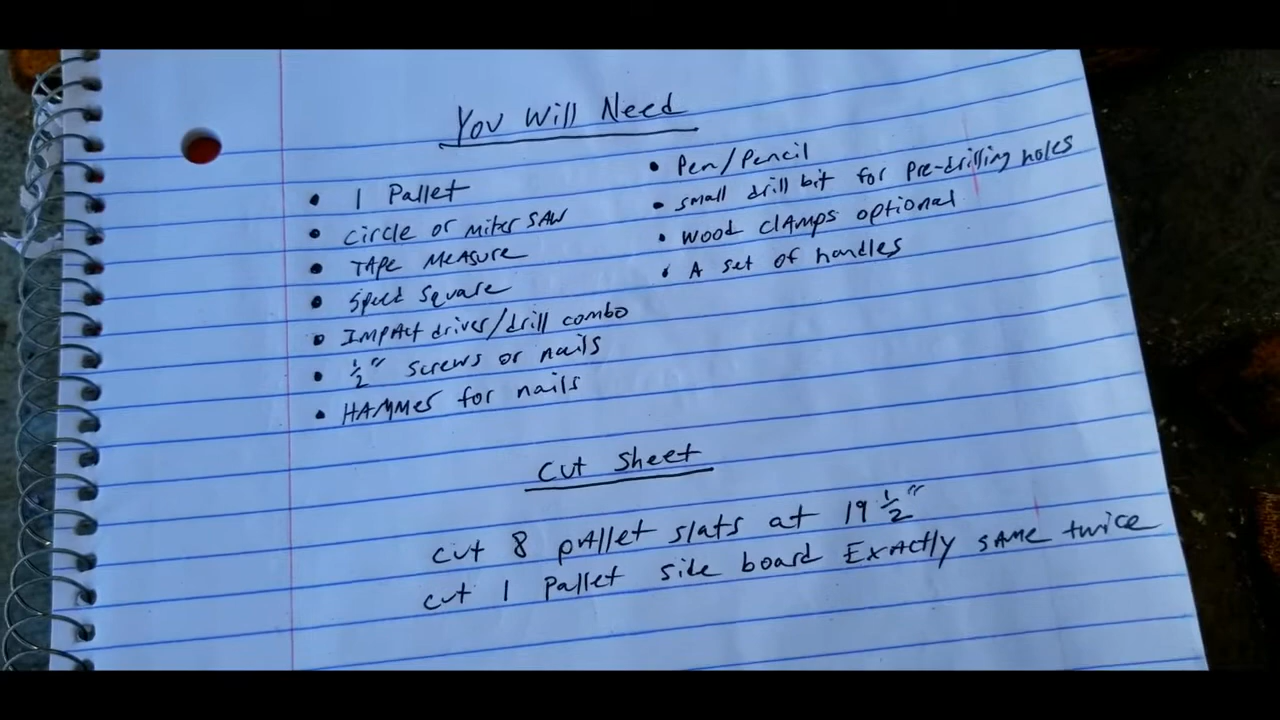 You Will Need
• 1 Pallet
• circle or miter saw
• TAPe MeAsure
• Speed Square
• IMPAct driver/drill combo
• ½" screws or nails
• HAMMer for nails
• Pen/Pencil
• small drill bit for Pre-drilling holes
• wood clAmps optional
• A set of handles
Cut Sheet
cut 8 pAllet slats at 19 ½"
cut 1 Pallet side board ExActly sAMe twice